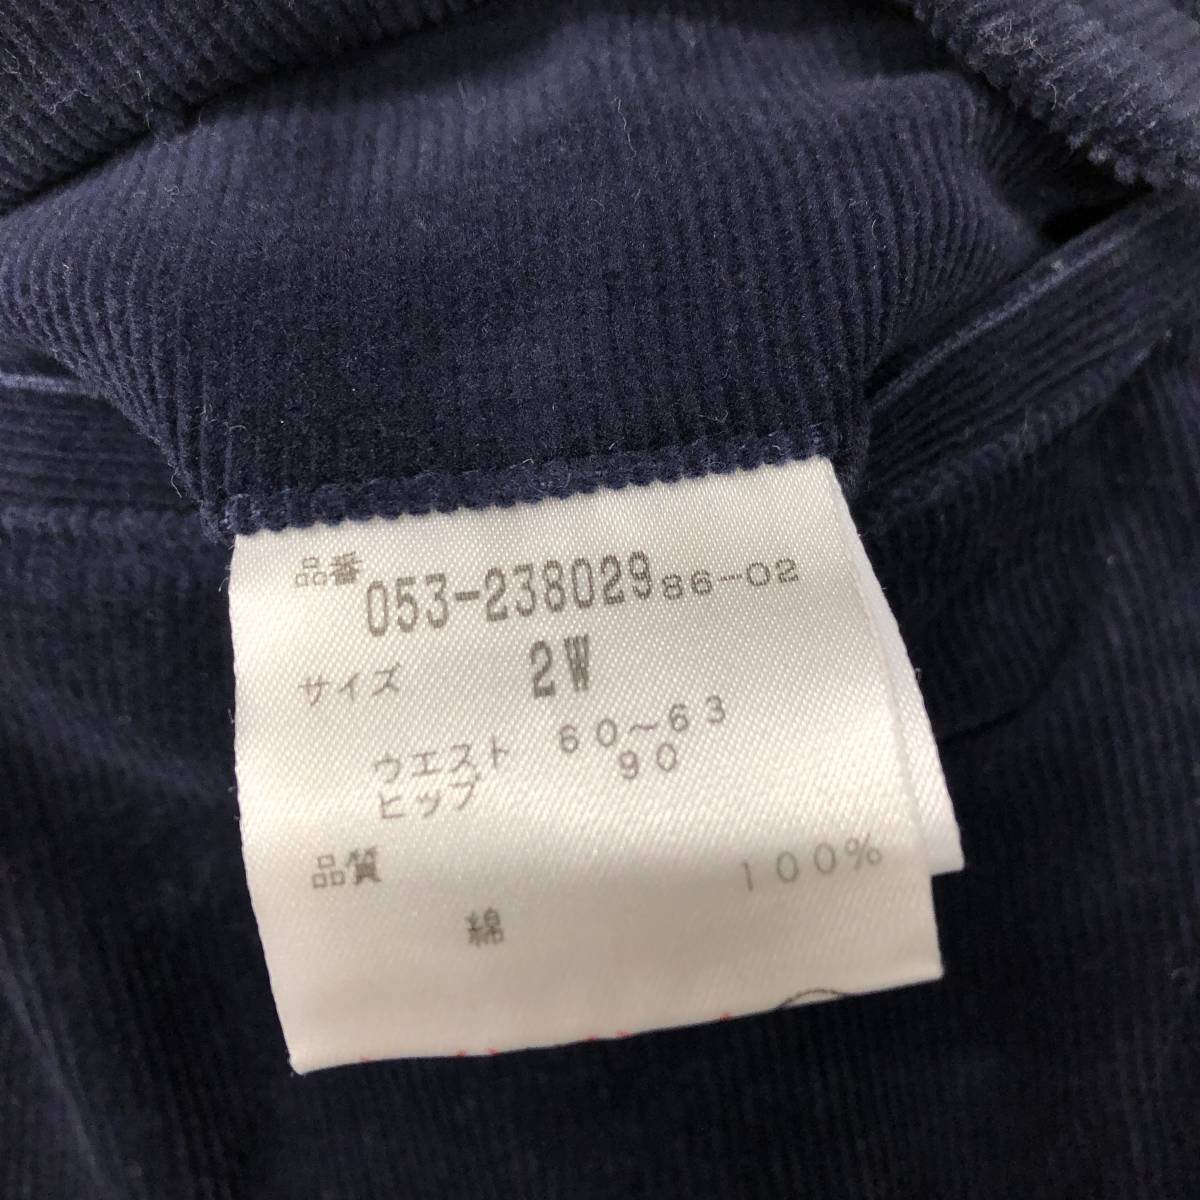 品番 053-238029 86-02
サイズ 2W
ウエスト 60~63
ヒップ 90
品質 100%
綿